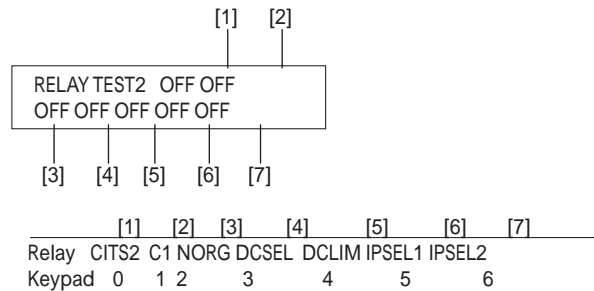 [1] [2]
RELAY TEST2 OFF OFF
OFF OFF OFF OFF OFF
[3] [4] [5] [6] [7]
[1] [2] [3] [4] [5] [6] [7]
Relay CITS2 C1 NORG DCSEL DCLIM IPSEL1 IPSEL2
Keypad 0 1 2 3 4 5 6